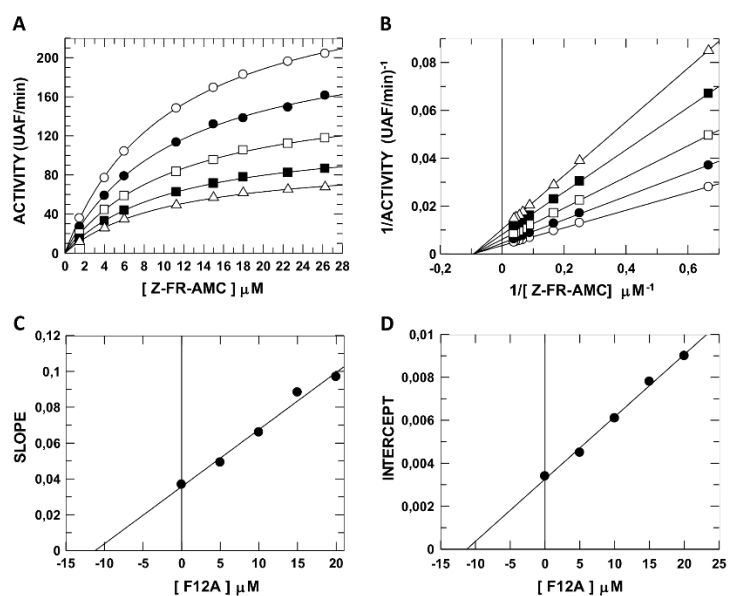 A
ACTIVITY (UAF/min)
200
160
120
80
40
0
0 2 4 6 8 10 12 14 16 18 20 22 24 26 28
[ Z-FR-AMC ] µM
B
1/ACTIVITY (UAF/min)⁻¹
0,08
0,06
0,04
0,02
0
-0,2 0 0,2 0,4 0,6
1/[ Z-FR-AMC] µM⁻¹
C
SLOPE
0,12
0,1
0,08
0,06
0,04
0,02
0
-15 -10 -5 0 5 10 15 20
[ F12A ] µM
D
INTERCEPT
0,01
0,008
0,006
0,004
0,002
0
-15 -10 -5 0 5 10 15 20 25
[ F12A ] µM